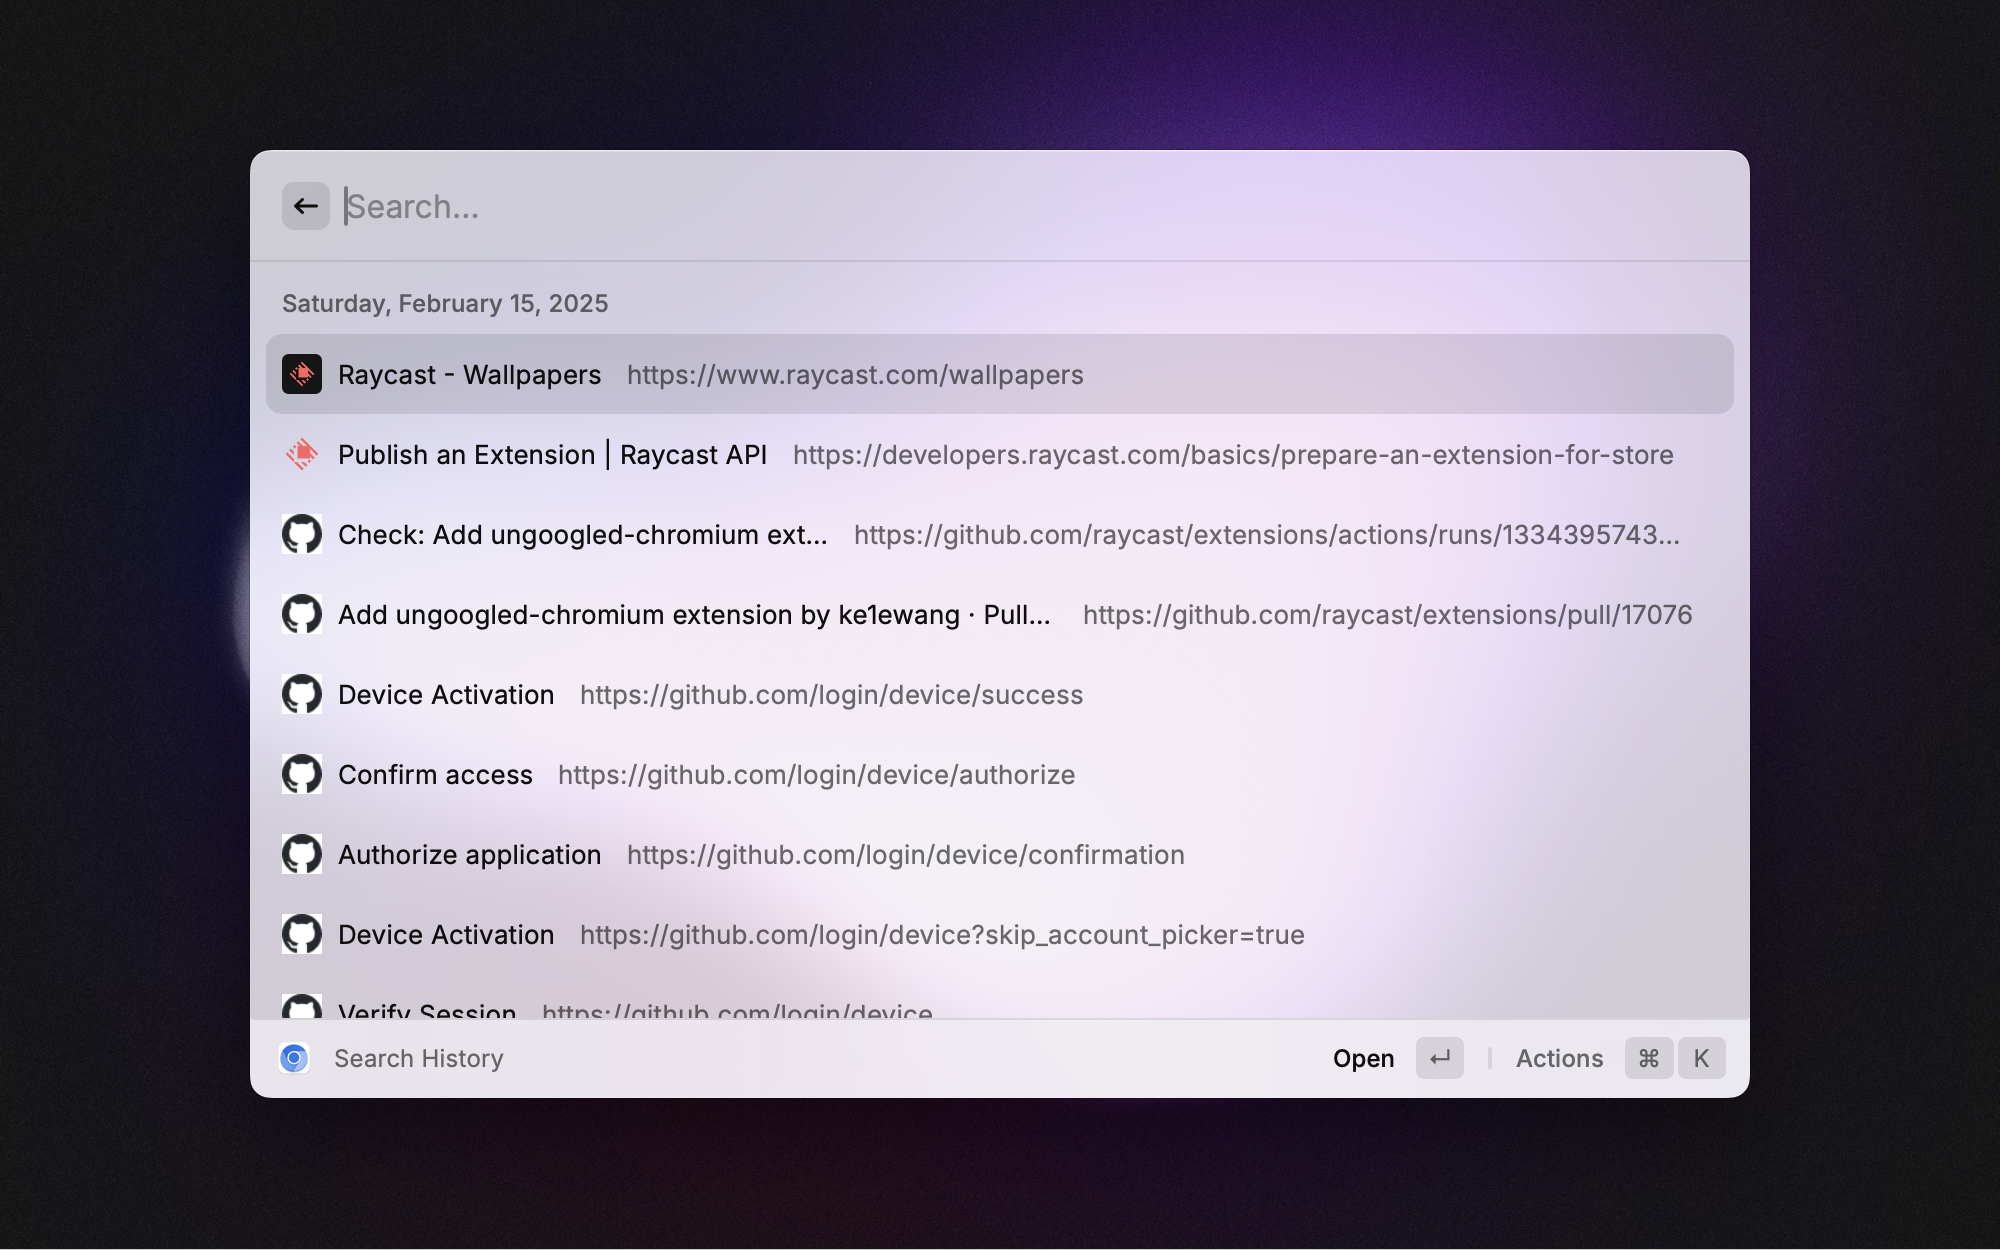 Search...
Saturday, February 15, 2025
Raycast - Wallpapers https://www.raycast.com/wallpapers
Publish an Extension | Raycast API https://developers.raycast.com/basics/prepare-an-extension-for-store
Check: Add ungoogled-chromium ext... https://github.com/raycast/extensions/actions/runs/1334395743...
Add ungoogled-chromium extension by ke1ewang · Pull... https://github.com/raycast/extensions/pull/17076
Device Activation https://github.com/login/device/success
Confirm access https://github.com/login/device/authorize
Authorize application https://github.com/login/device/confirmation
Device Activation https://github.com/login/device?skip_account_picker=true
Verify Session https://github.com/login/device
Search History Open ↵ Actions ⌘ K